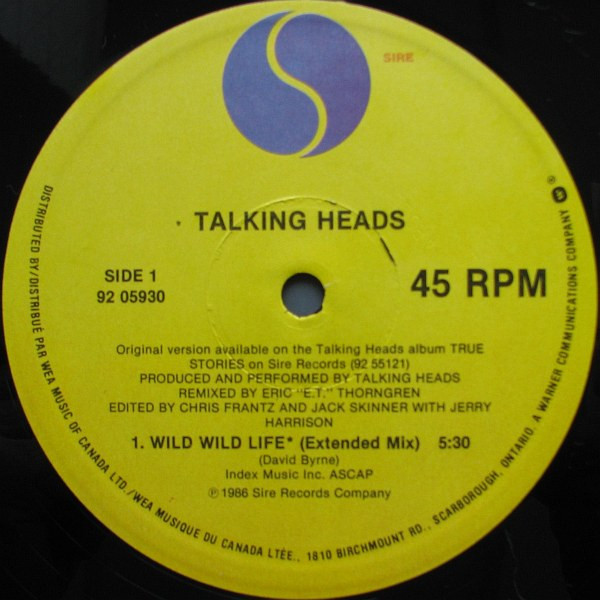 SIRE
TALKING HEADS
SIDE 1
92 05930
45 RPM
Original version available on the Talking Heads album TRUE
STORIES on Sire Records (92 55121)
PRODUCED AND PERFORMED BY TALKING HEADS
REMIXED BY ERIC "E.T." THORNGREN
EDITED BY CHRIS FRANTZ AND JACK SKINNER WITH JERRY
HARRISON
1. WILD WILD LIFE* (Extended Mix) 5:30
(David Byrne)
Index Music Inc. ASCAP
℗ 1986 Sire Records Company
DISTRIBUTED BY/DISTRIBUÉ PAR WEA MUSIC OF CANADA LTD./WEA MUSIQUE DU CANADA LTÉE., 1810 BIRCHMOUNT RD., SCARBOROUGH, ONTARIO. A WARNER COMMUNICATIONS COMPANY